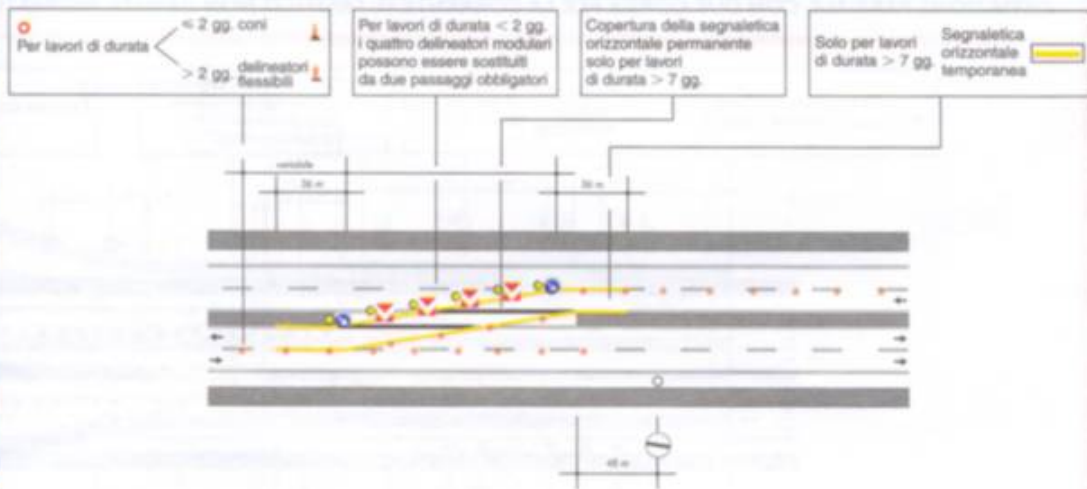 Per lavori di durata
≤ 2 gg. coni
> 2 gg. delineatori
flessibili
Per lavori di durata < 2 gg.
i quattro delineatori modulari
possono essere sostituiti
da due passaggi obbligatori
Copertura della segnaletica
orizzontale permanente
solo per lavori
di durata > 7 gg.
Solo per lavori
di durata > 7 gg.
Segnaletica
orizzontale
temporanea
variabile
36 m
36 m
48 m